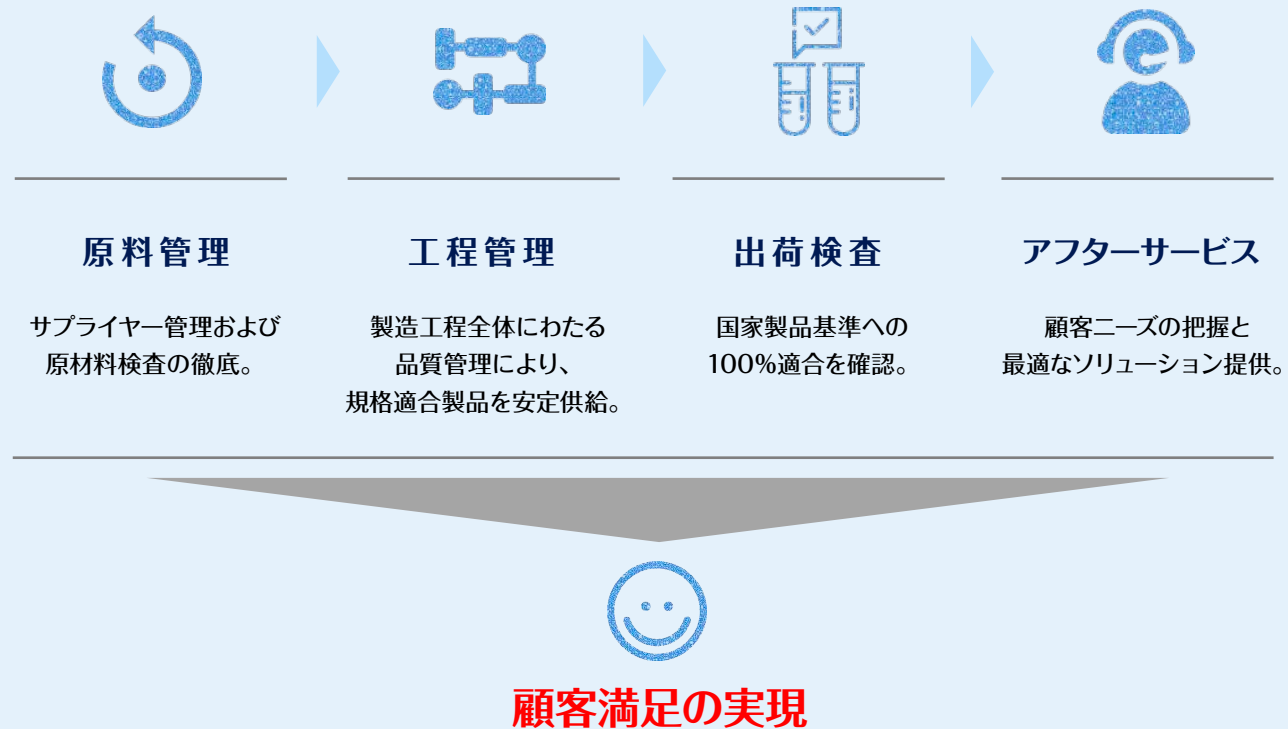 原料管理
サプライヤー管理および
原材料検査の徹底。
工程管理
製造工程全体にわたる
品質管理により、
規格適合製品を安定供給。
出荷検査
国家製品基準への
100%適合を確認。
アフターサービス
顧客ニーズの把握と
最適なソリューション提供。
顧客満足の実現